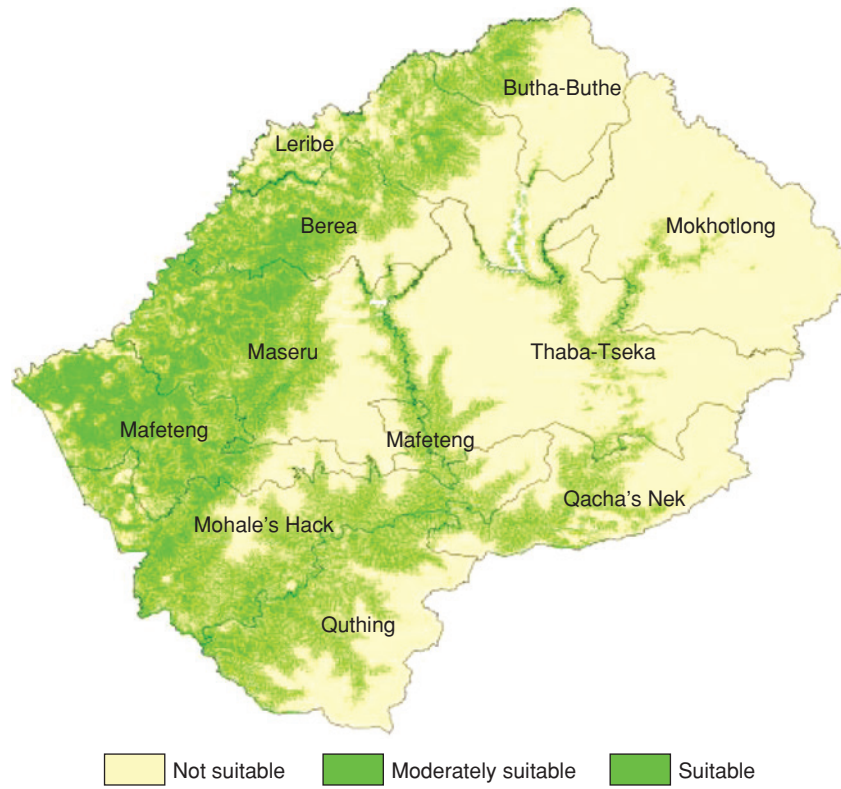 Butha-Buthe
Leribe
Berea
Mokhotlong
Maseru
Thaba-Tseka
Mafeteng
Mafeteng
Qacha's Nek
Mohale's Hack
Quthing
Not suitable
Moderately suitable
Suitable